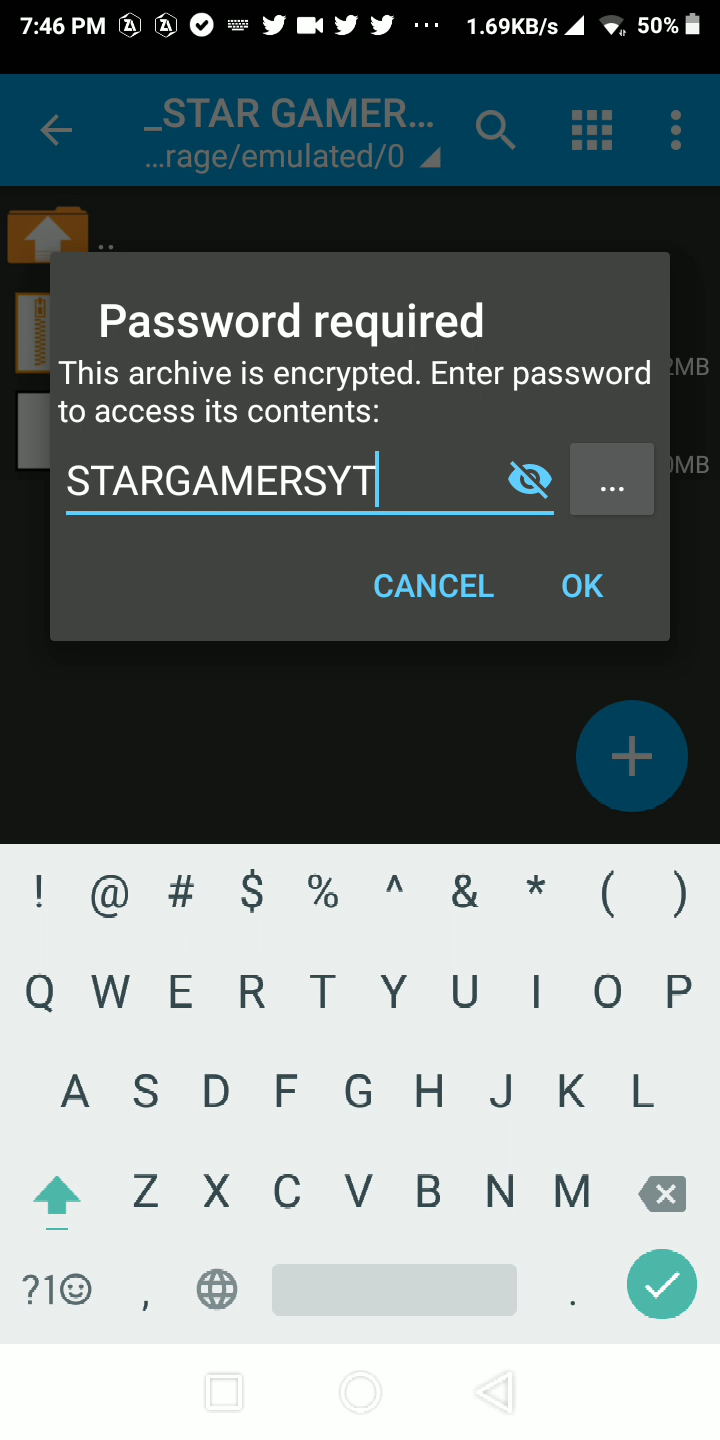 7:46 PM ... 1.69KB/s 50%
_STAR GAMER...
...rage/emulated/0
..
Password required
This archive is encrypted. Enter password
to access its contents:
STARGAMERSYT ...
CANCEL OK
! @ # $ % ^ & * ( )
Q W E R T Y U I O P
A S D F G H J K L
Z X C V B N M
?1☺ , .